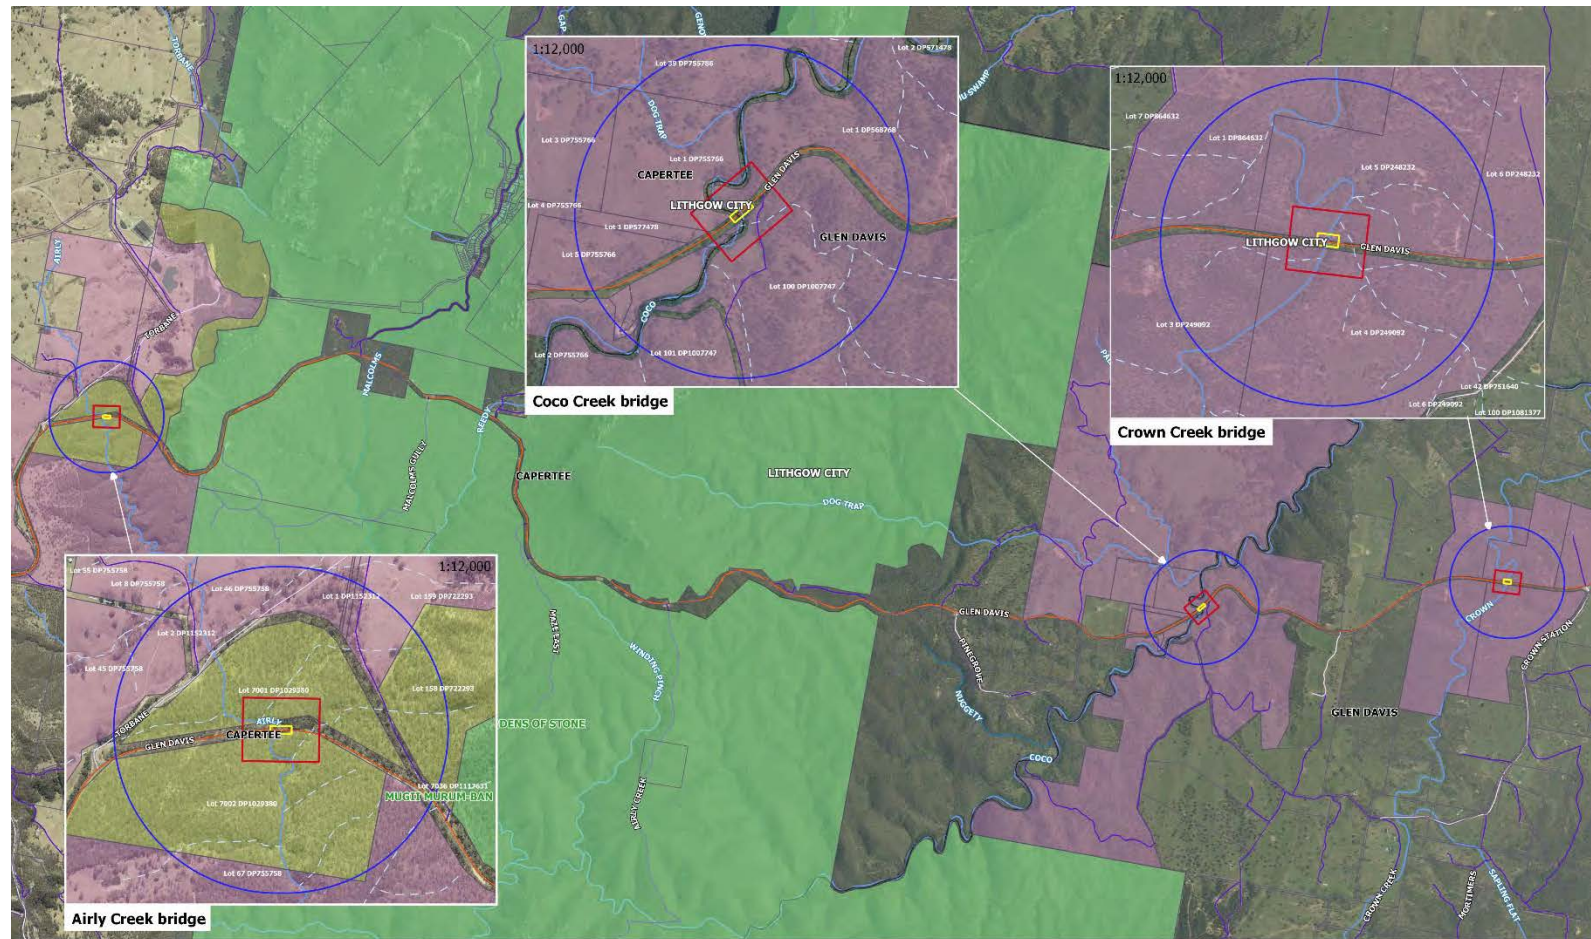 TORBANE
GAP
GENOW
IU SWAMP
AIRLY
TORBANE
MALCOLMS
REEDY
MALCOLMS GULLY
CAPERTEE
LITHGOW CITY
DOG TRAP
MAZE EAST
WINDING PINCH
GLEN DAVIS
PINEGROVE
NUGGETY
COCO
GLEN DAVIS
CROWN
CROWN STATION
CROWN CREEK
MORTIMERS
SAPLING FLAT
DENS OF STONE
MUGII MURUM-BAN
1:12,000
Lot 2 DP571478
Lot 39 DP755766
DOG TRAP
Lot 3 DP755766
Lot 1 DP568768
Lot 1 DP755766
CAPERTEE
GLEN DAVIS
Lot 4 DP755766
LITHGOW CITY
Lot 1 DP577478
GLEN DAVIS
Lot 5 DP755766
Lot 100 DP1007747
COCO
Lot 2 DP755766
Lot 101 DP1007747
Coco Creek bridge
1:12,000
Lot 7 DP864632
Lot 1 DP864632
Lot 5 DP248232
Lot 6 DP248232
LITHGOW CITY
GLEN DAVIS
Lot 3 DP249092
Lot 4 DP249092
Lot 42 DP751640
Lot 6 DP249092
Lot 100 DP1081377
Crown Creek bridge
1:12,000
Lot 55 DP755758
Lot 8 DP755758
Lot 46 DP755758
Lot 1 DP1152312
Lot 159 DP722293
Lot 2 DP1152312
Lot 45 DP755758
Lot 7001 DP1029380
Lot 158 DP722293
TORBANE
AIRLY
GLEN DAVIS
CAPERTEE
Lot 7036 DP1117631
Lot 7002 DP1029380
Lot 67 DP755758
Airly Creek bridge